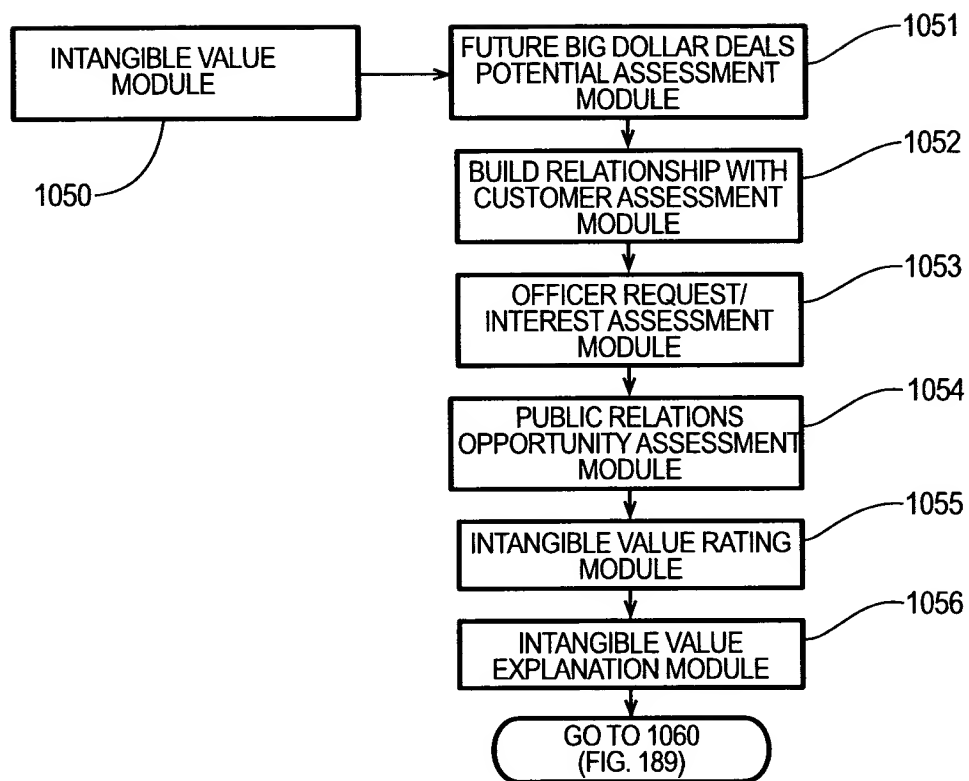 INTANGIBLE VALUE
MODULE
1050
FUTURE BIG DOLLAR DEALS
POTENTIAL ASSESSMENT
MODULE
1051
BUILD RELATIONSHIP WITH
CUSTOMER ASSESSMENT
MODULE
1052
OFFICER REQUEST/
INTEREST ASSESSMENT
MODULE
1053
PUBLIC RELATIONS
OPPORTUNITY ASSESSMENT
MODULE
1054
INTANGIBLE VALUE RATING
MODULE
1055
INTANGIBLE VALUE
EXPLANATION MODULE
1056
GO TO 1060
(FIG. 189)